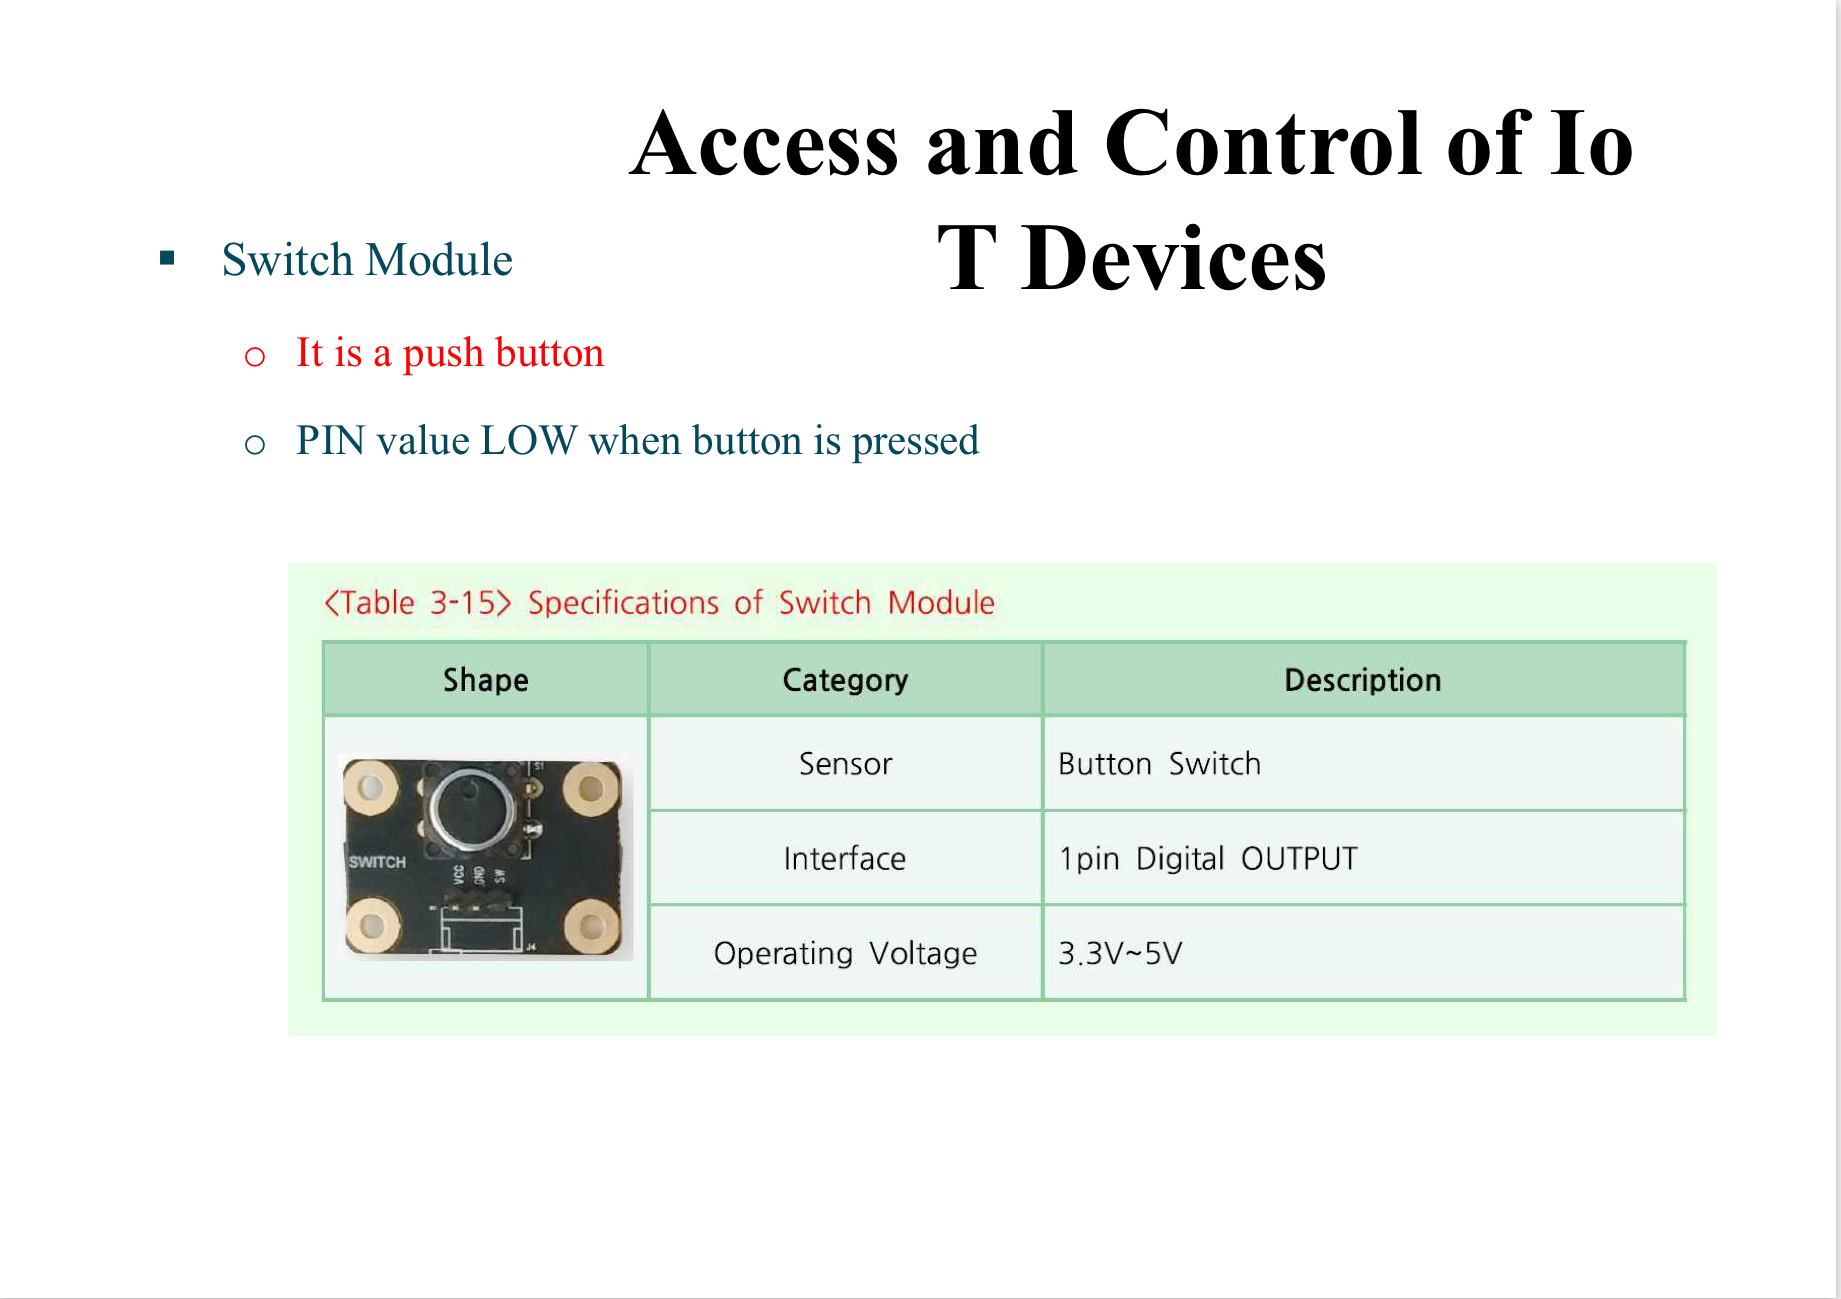 Access and Control of Io
T Devices
▪ Switch Module
o It is a push button
o PIN value LOW when button is pressed
<Table 3-15> Specifications of Switch Module
Shape Category Description
Sensor Button Switch
Interface 1pin Digital OUTPUT
Operating Voltage 3.3V~5V
S1
SWITCH
VCC GND SW
J4